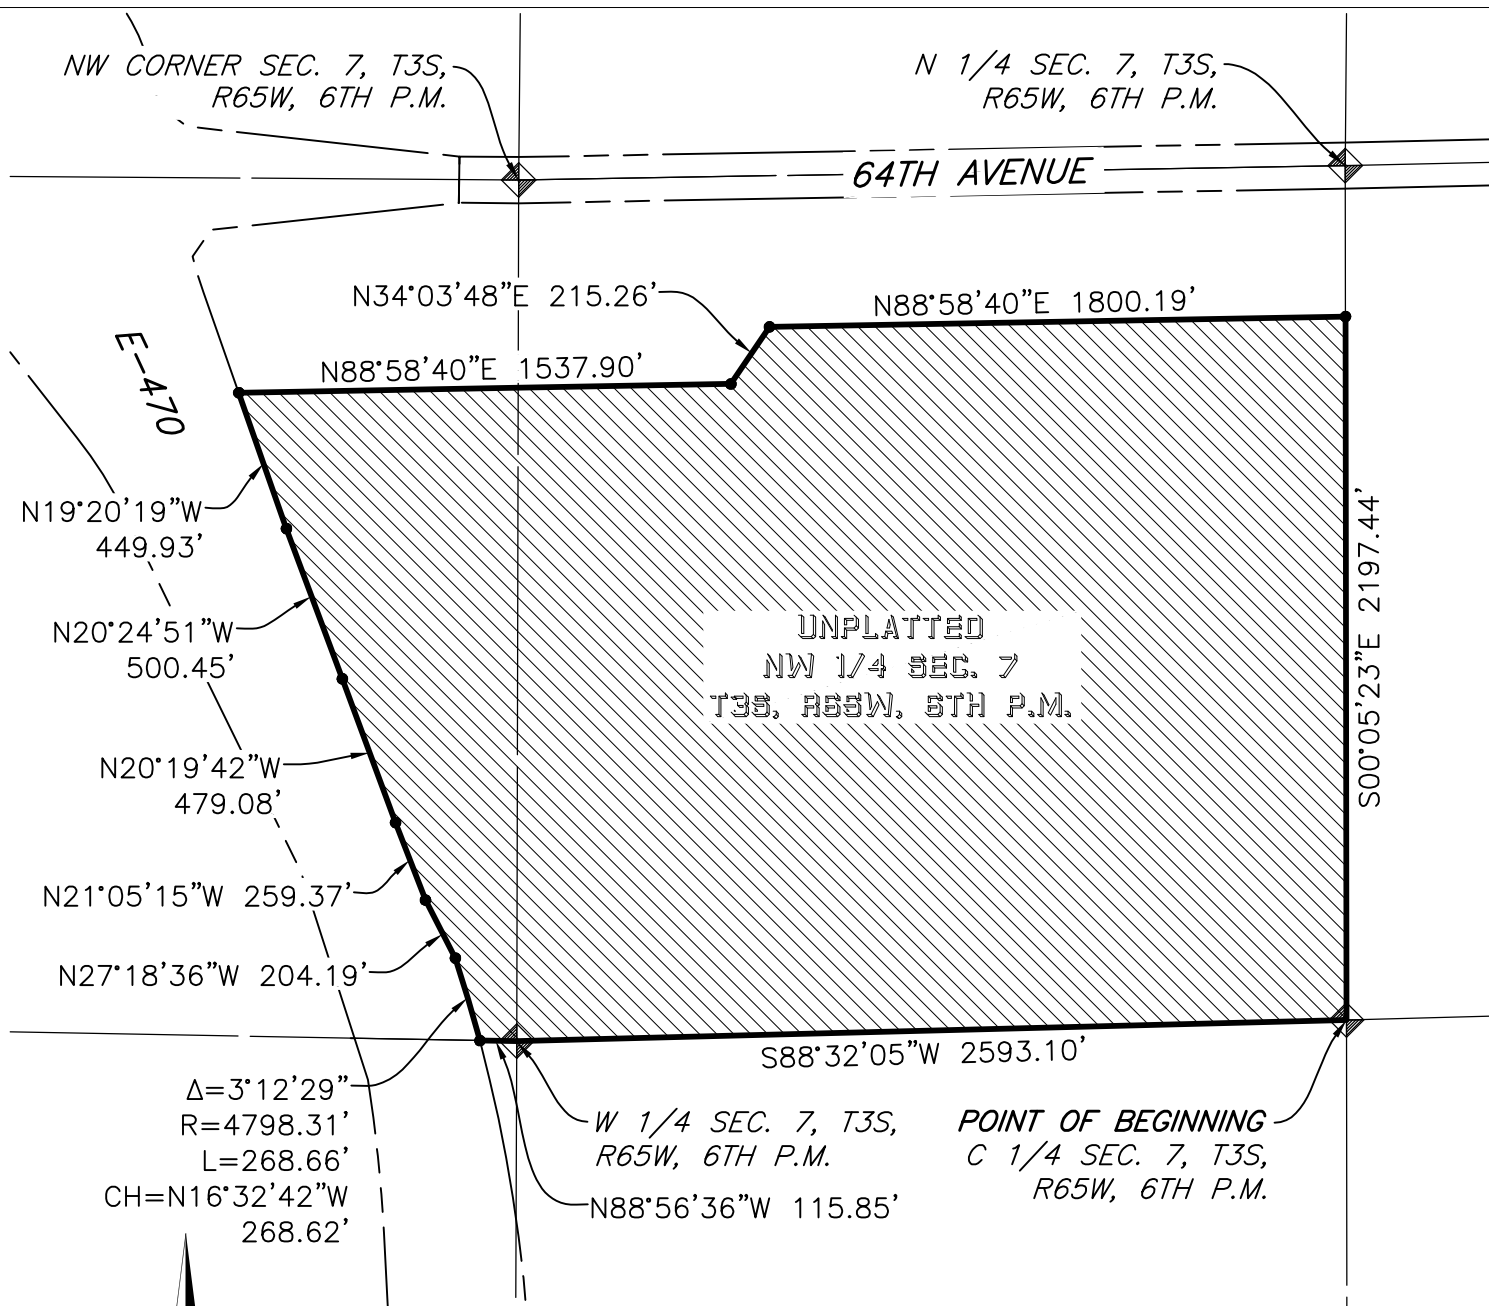 NW CORNER SEC. 7, T3S,
R65W, 6TH P.M.
N 1/4 SEC. 7, T3S,
R65W, 6TH P.M.
64TH AVENUE
N34°03'48"E 215.26'
N88°58'40"E 1800.19'
E-470
N88°58'40"E 1537.90'
N19°20'19"W
449.93'
S00°05'23"E 2197.44'
N20°24'51"W
500.45'
UNPLATTED
NW 1/4 SEC. 7
T3S, R65W, 6TH P.M.
N20°19'42"W
479.08'
N21°05'15"W 259.37'
N27°18'36"W 204.19'
S88°32'05"W 2593.10'
Δ=3°12'29"
R=4798.31'
L=268.66'
CH=N16°32'42"W
268.62'
W 1/4 SEC. 7, T3S,
R65W, 6TH P.M.
N88°56'36"W 115.85'
POINT OF BEGINNING
C 1/4 SEC. 7, T3S,
R65W, 6TH P.M.